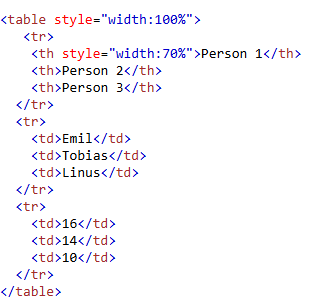 <table style="width:100%">
<tr>
<th style="width:70%">Person 1</th>
<th>Person 2</th>
<th>Person 3</th>
</tr>
<tr>
<td>Emil</td>
<td>Tobias</td>
<td>Linus</td>
</tr>
<tr>
<td>16</td>
<td>14</td>
<td>10</td>
</tr>
</table>